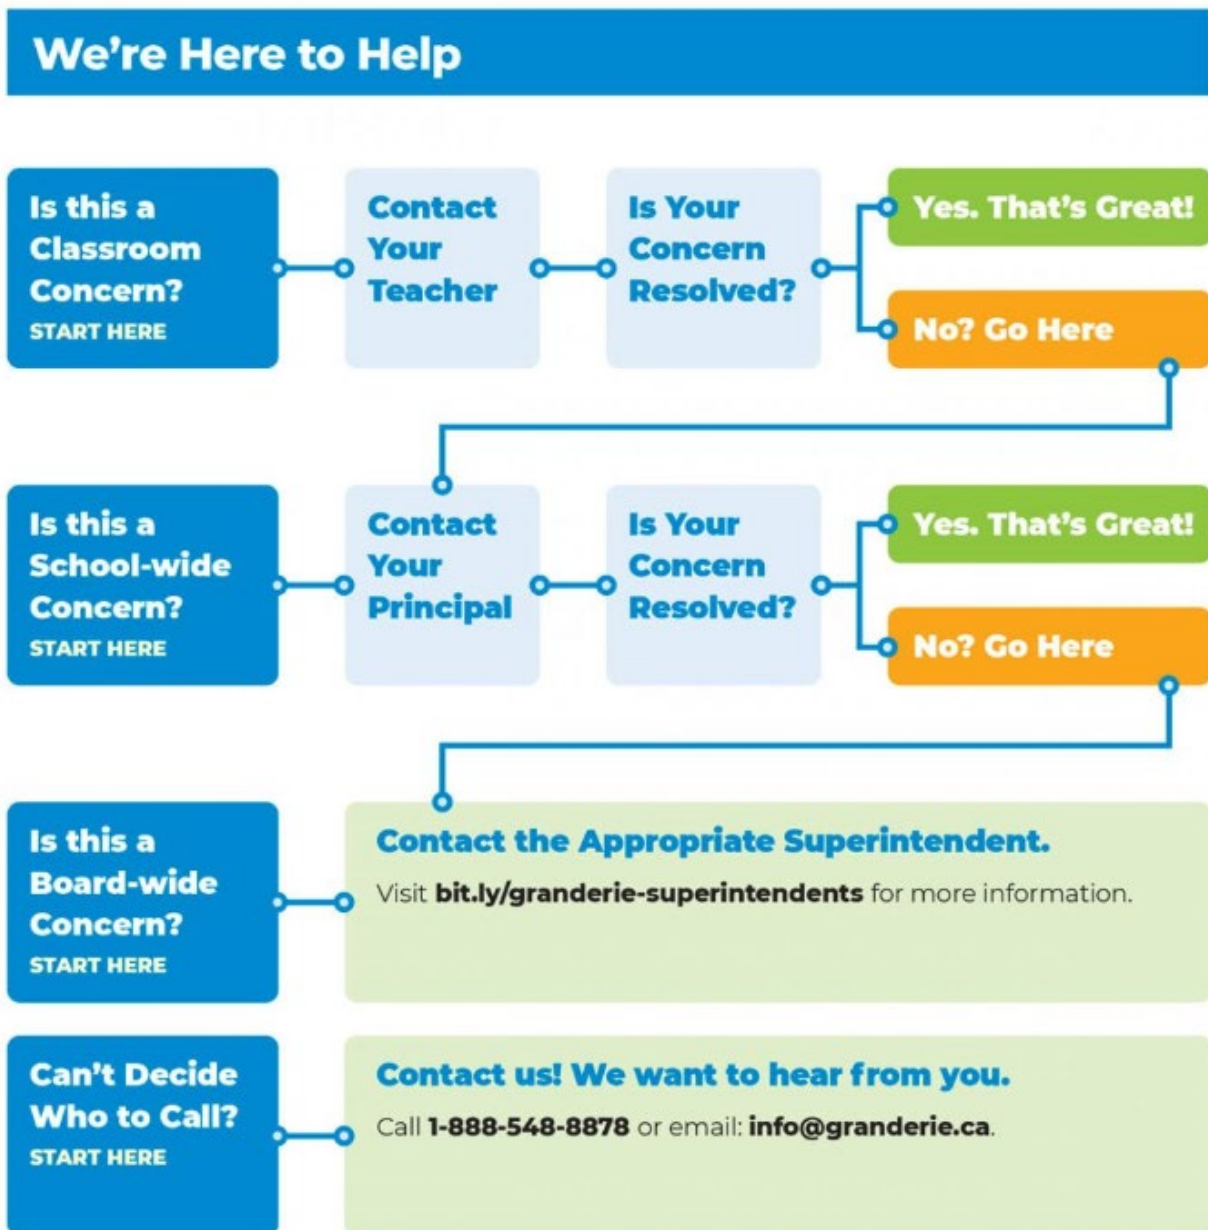 We're Here to Help
Is this a
Classroom
Concern?
START HERE
Contact
Your
Teacher
Is Your
Concern
Resolved?
Yes. That's Great!
No? Go Here
Is this a
School-wide
Concern?
START HERE
Contact
Your
Principal
Is Your
Concern
Resolved?
Yes. That's Great!
No? Go Here
Is this a
Board-wide
Concern?
START HERE
Contact the Appropriate Superintendent.
Visit bit.ly/granderie-superintendents for more information.
Can't Decide
Who to Call?
START HERE
Contact us! We want to hear from you.
Call 1-888-548-8878 or email: info@granderie.ca.